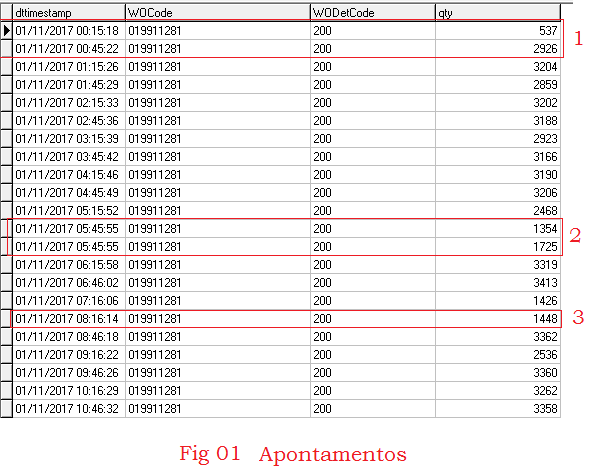 dttimestamp WOCode WODetCode qty
01/11/2017 00:15:18 019911281 200 537 1
01/11/2017 00:45:22 019911281 200 2926
01/11/2017 01:15:26 019911281 200 3204
01/11/2017 01:45:29 019911281 200 2859
01/11/2017 02:15:33 019911281 200 3202
01/11/2017 02:45:36 019911281 200 3188
01/11/2017 03:15:39 019911281 200 2923
01/11/2017 03:45:42 019911281 200 3166
01/11/2017 04:15:46 019911281 200 3190
01/11/2017 04:45:49 019911281 200 3206
01/11/2017 05:15:52 019911281 200 2468
01/11/2017 05:45:55 019911281 200 1354 2
01/11/2017 05:45:55 019911281 200 1725
01/11/2017 06:15:58 019911281 200 3319
01/11/2017 06:46:02 019911281 200 3413
01/11/2017 07:16:06 019911281 200 1426
01/11/2017 08:16:14 019911281 200 1448 3
01/11/2017 08:46:18 019911281 200 3362
01/11/2017 09:16:22 019911281 200 2536
01/11/2017 09:46:26 019911281 200 3360
01/11/2017 10:16:29 019911281 200 3262
01/11/2017 10:46:32 019911281 200 3358
Fig 01 Apontamentos